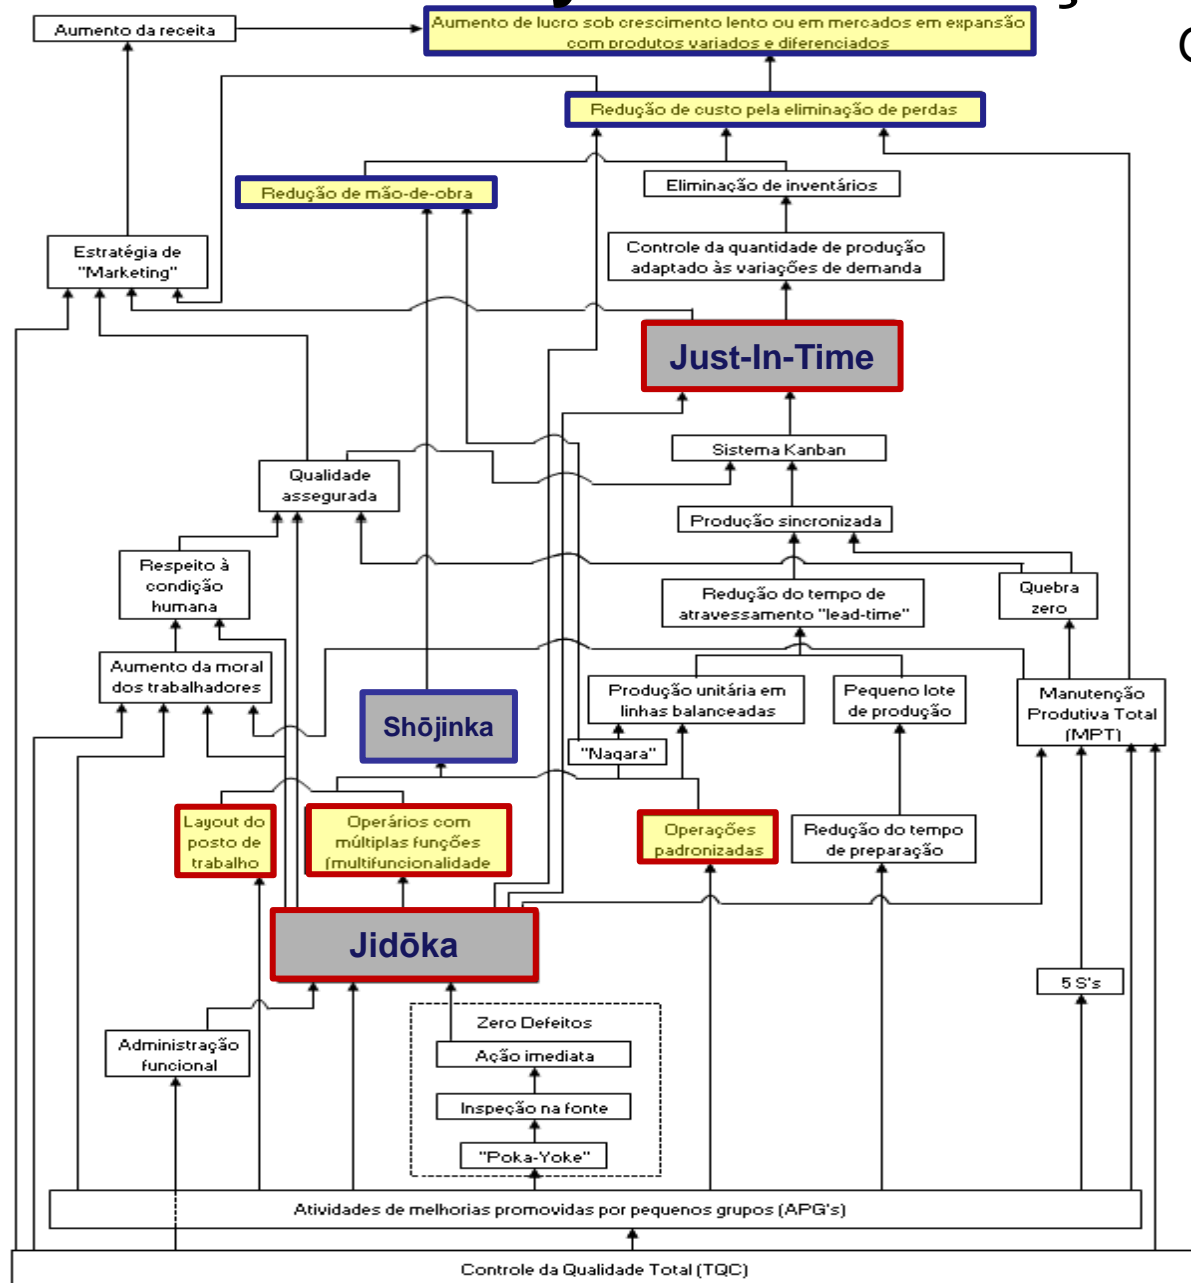 Aumento da receita
Aumento de lucro sob crescimento lento ou em mercados em expansão
com produtos variados e diferenciados
Redução de custo pela eliminação de perdas
Redução de mão-de-obra
Eliminação de inventários
Estratégia de
"Marketing"
Controle da quantidade de produção
adaptado às variações de demanda
Just-In-Time
Sistema Kanban
Qualidade
assegurada
Produção sincronizada
Respeito à
condição
humana
Redução do tempo de
atravessamento "lead-time"
Quebra
zero
Aumento da moral
dos trabalhadores
Shōjinka
Produção unitária em
linhas balanceadas
Pequeno lote
de produção
Manutenção
Produtiva Total
(MPT)
"Nagara"
Layout do
posto de
trabalho
Operários com
múltiplas funções
(multifuncionalidade
Operações
padronizadas
Redução do tempo
de preparação
Jidōka
5 S's
Zero Defeitos
Administração
funcional
Ação imediata
Inspeção na fonte
"Poka-Yoke"
Atividades de melhorias promovidas por pequenos grupos (APG's)
Controle da Qualidade Total (TQC)